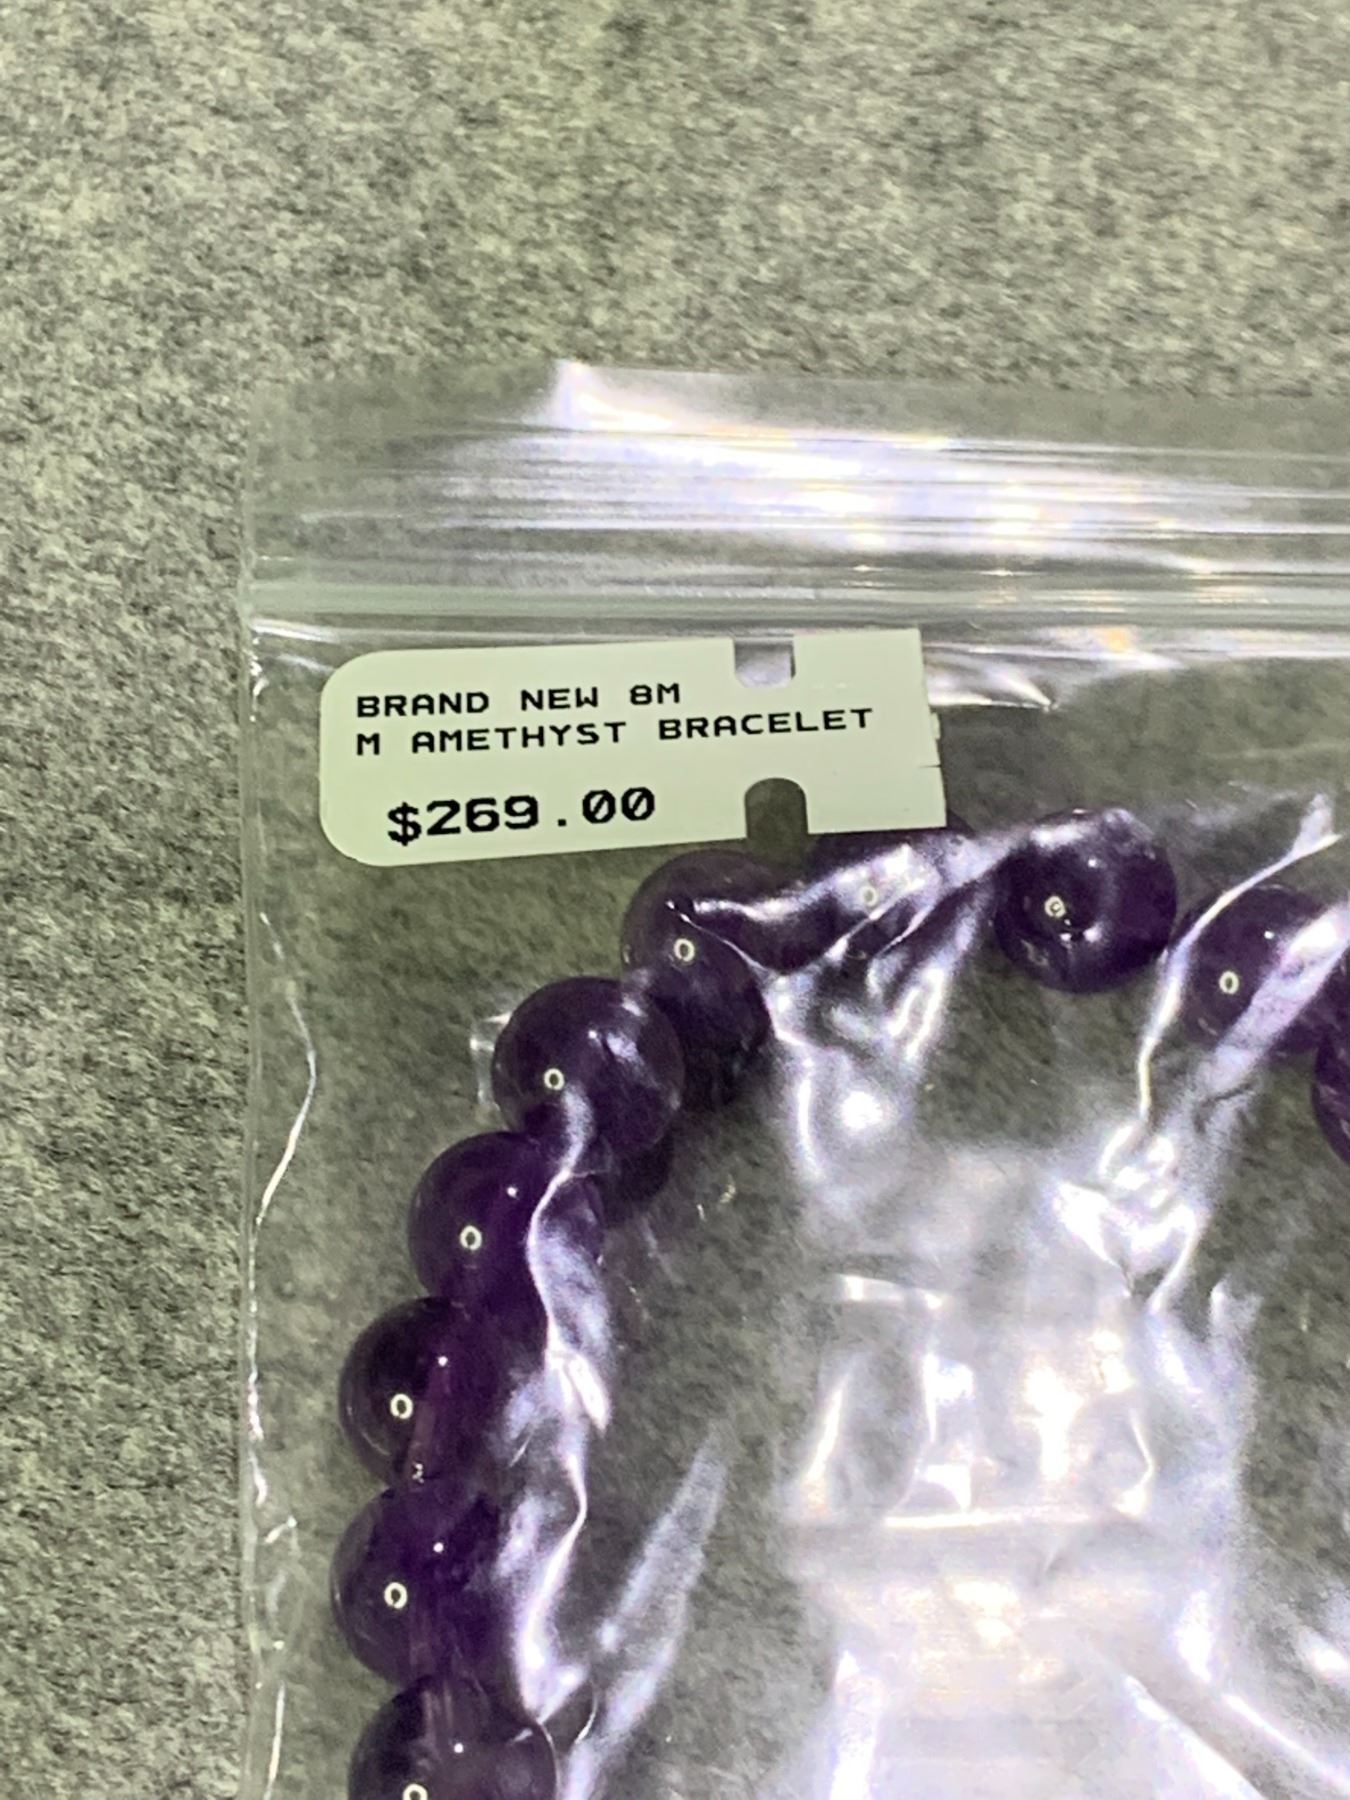 BRAND NEW 8M
M AMETHYST BRACELET
$269.00